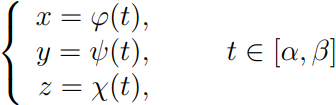 x = φ(t),
y = ψ(t), t ∈ [α, β]
z = χ(t),